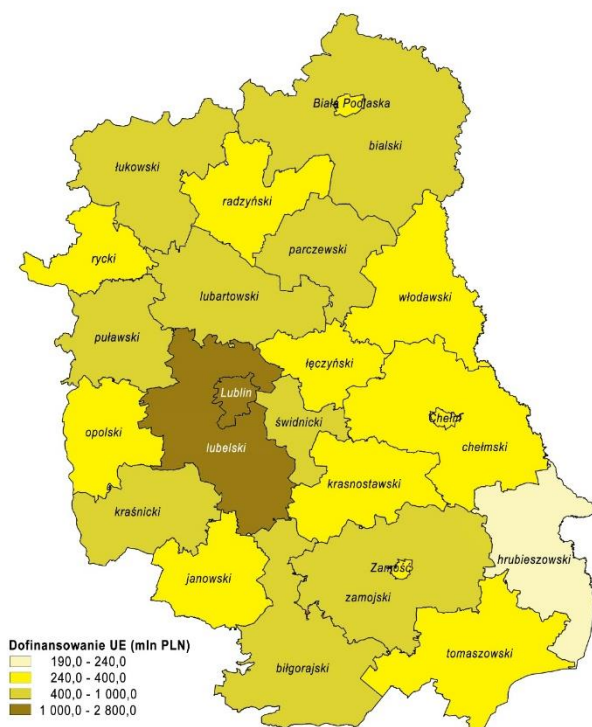 Biała Podlaska
bialski
łukowski
radzyński
parczewski
rycki
włodawski
lubartowski
puławski
łęczyński
Lublin
świdnicki
Chełm
opolski
lubelski
chełmski
krasnostawski
kraśnicki
hrubieszowski
Zamość
janowski
zamojski
tomaszowski
biłgorajski
Dofinansowanie UE (mln PLN)
190,0 - 240,0
240,0 - 400,0
400,0 - 1 000,0
1 000,0 - 2 800,0